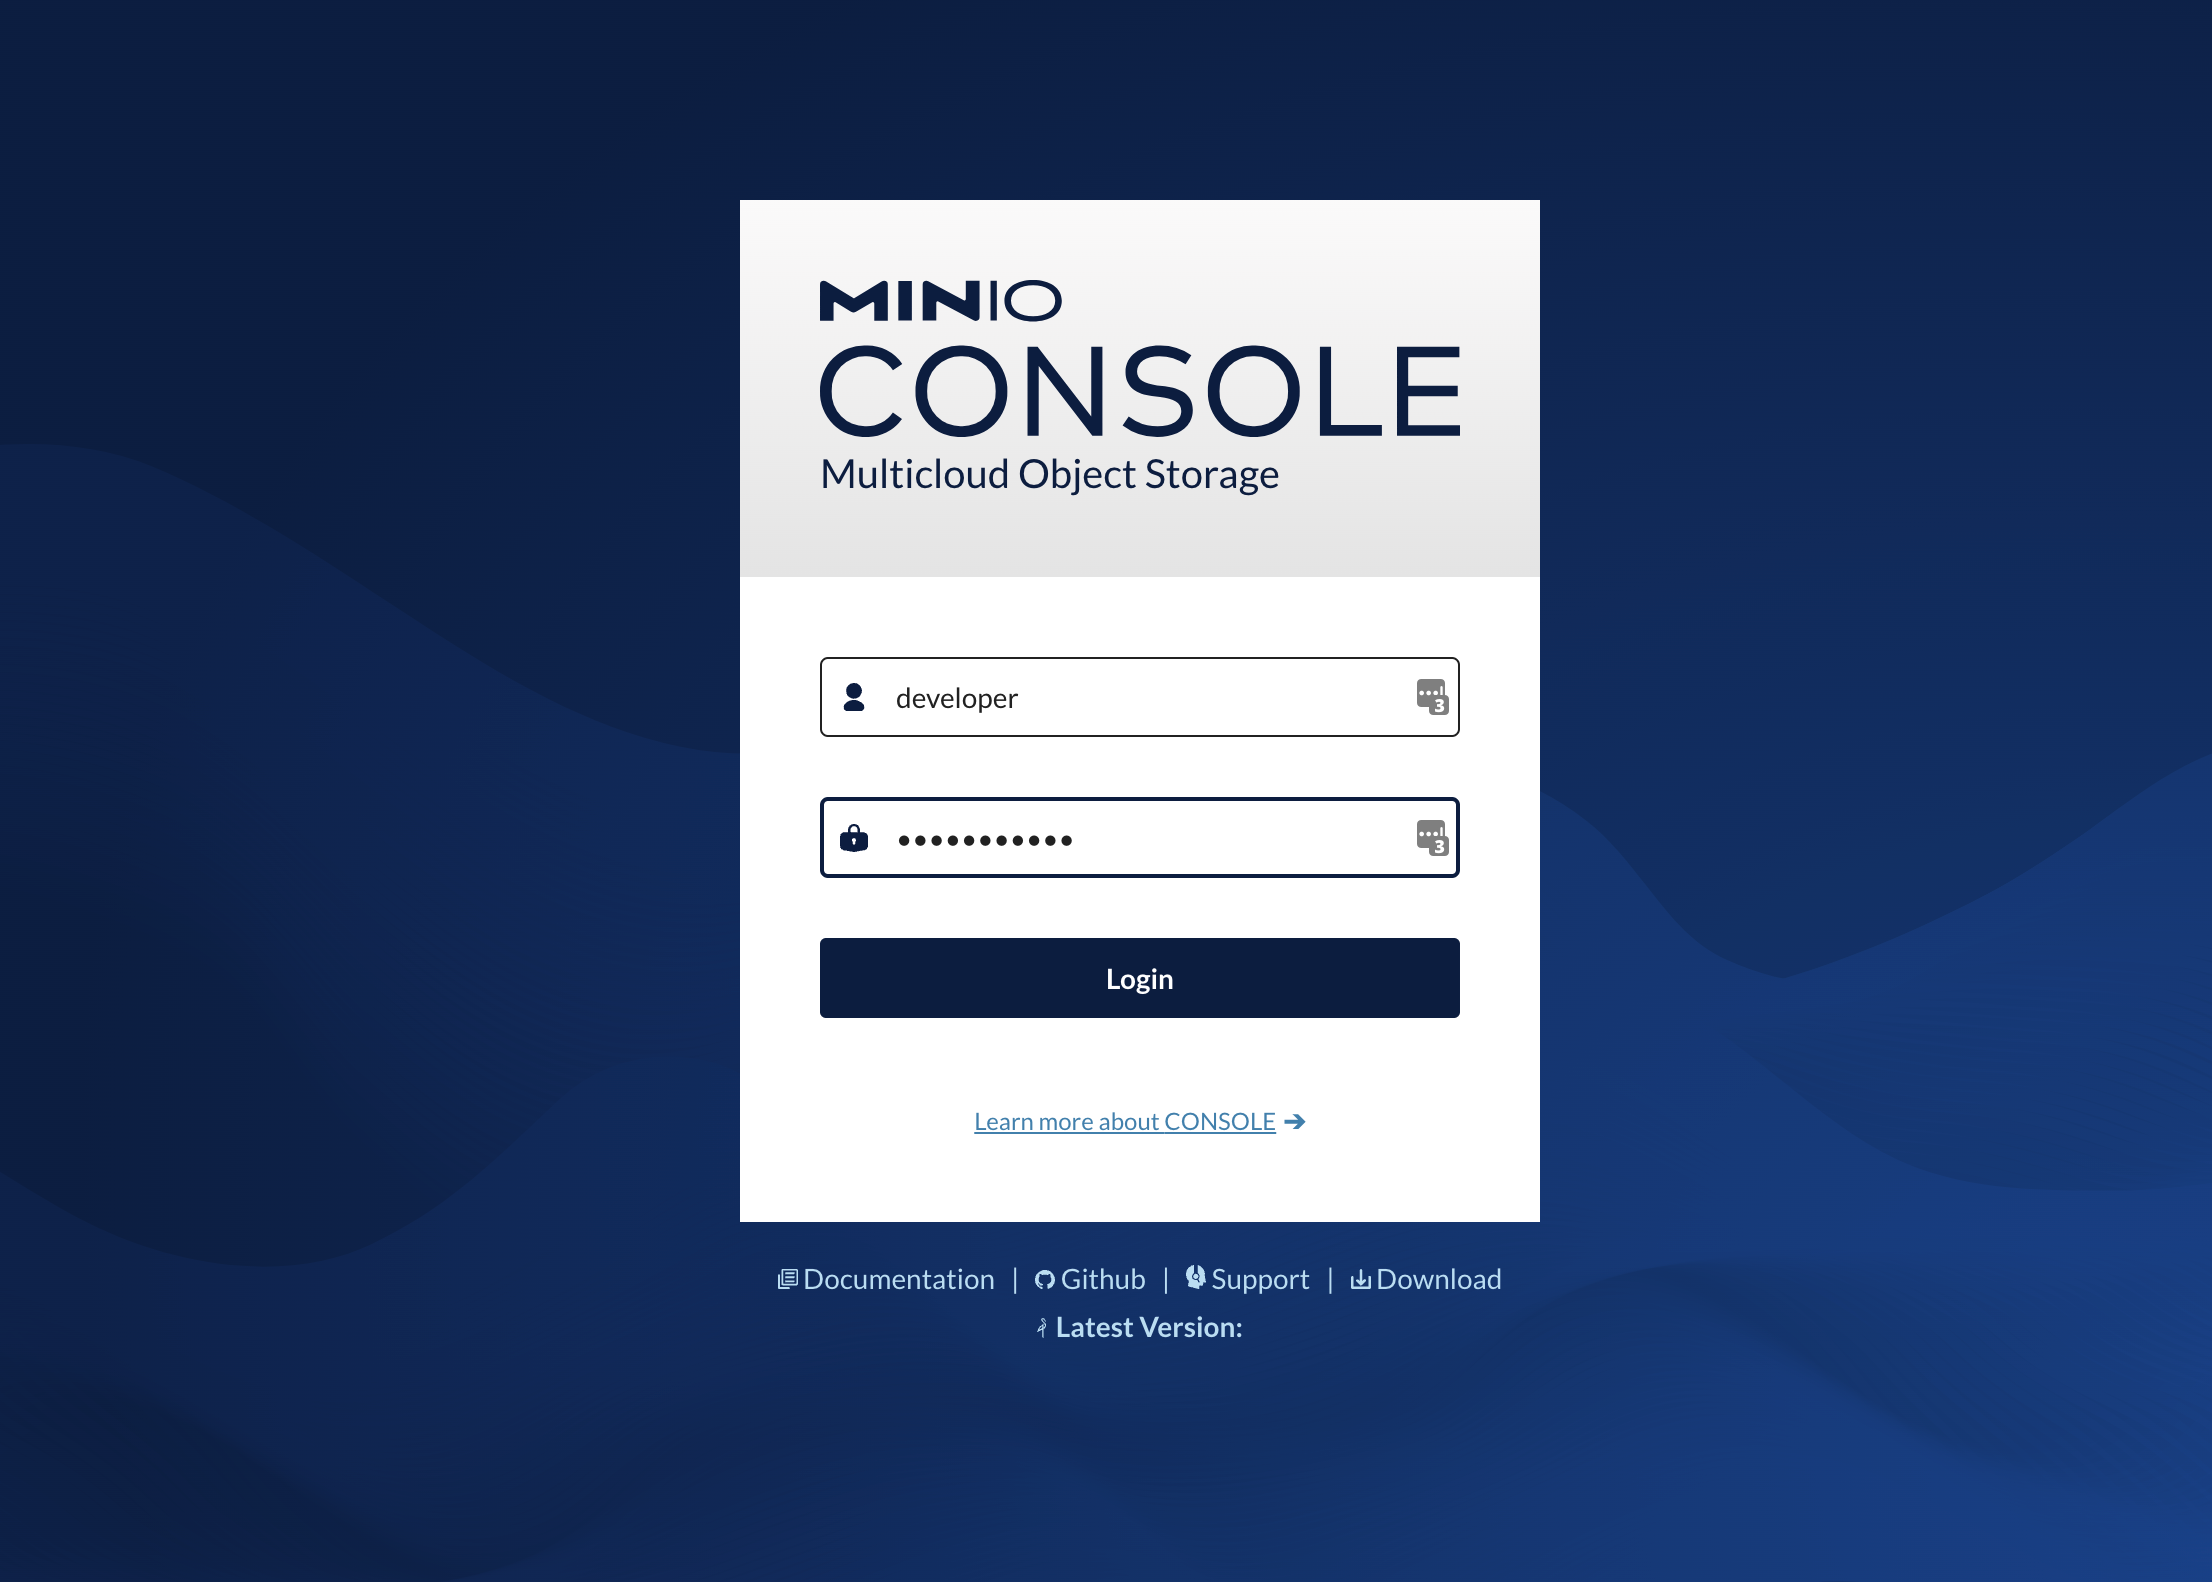 MINIO
CONSOLE
Multicloud Object Storage
developer
•••••••••••
Login
Learn more about CONSOLE ➔
Documentation | Github | Support | Download
Latest Version: